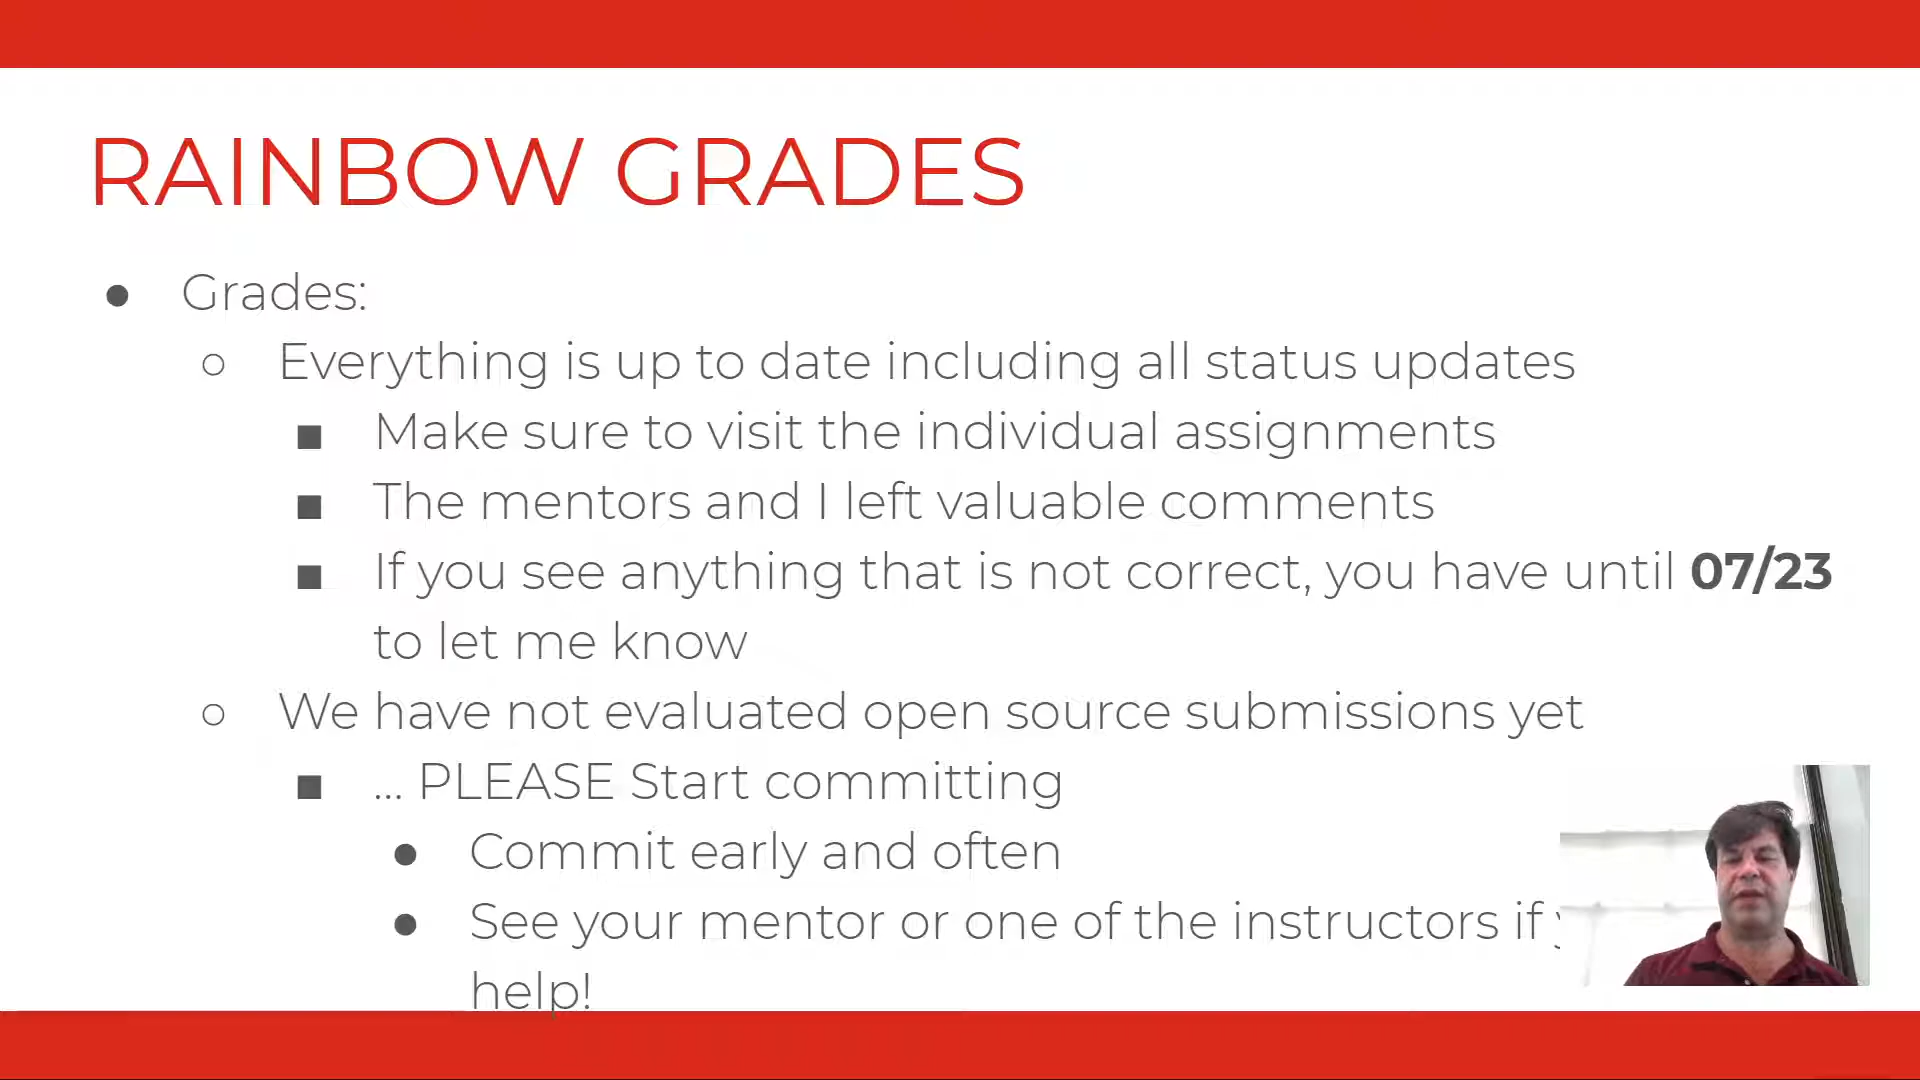 RAINBOW GRADES
● Grades:
○ Everything is up to date including all status updates
■ Make sure to visit the individual assignments
■ The mentors and I left valuable comments
■ If you see anything that is not correct, you have until 07/23
to let me know
○ We have not evaluated open source submissions yet
■ ... PLEASE Start committing
● Commit early and often
● See your mentor or one of the instructors if
help!